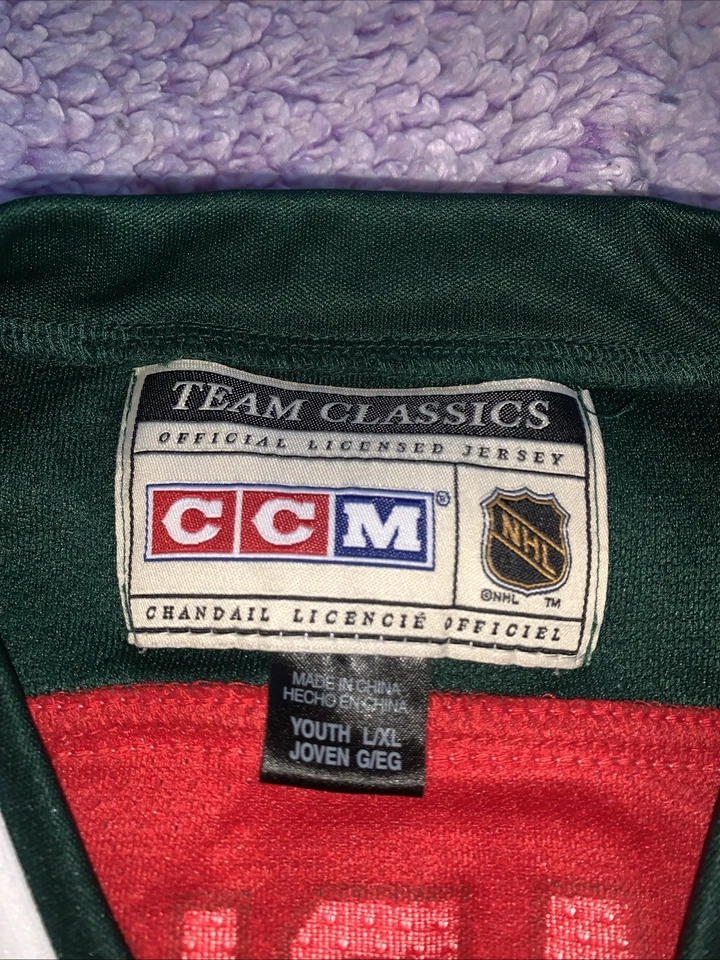 TEAM CLASSICS
OFFICIAL LICENSED JERSEY
CCM®
NHL
©NHL TM
CHANDAIL LICENCIÉ OFFICIEL
MADE IN CHINA
HECHO EN CHINA
YOUTH L/XL
JOVEN G/EG